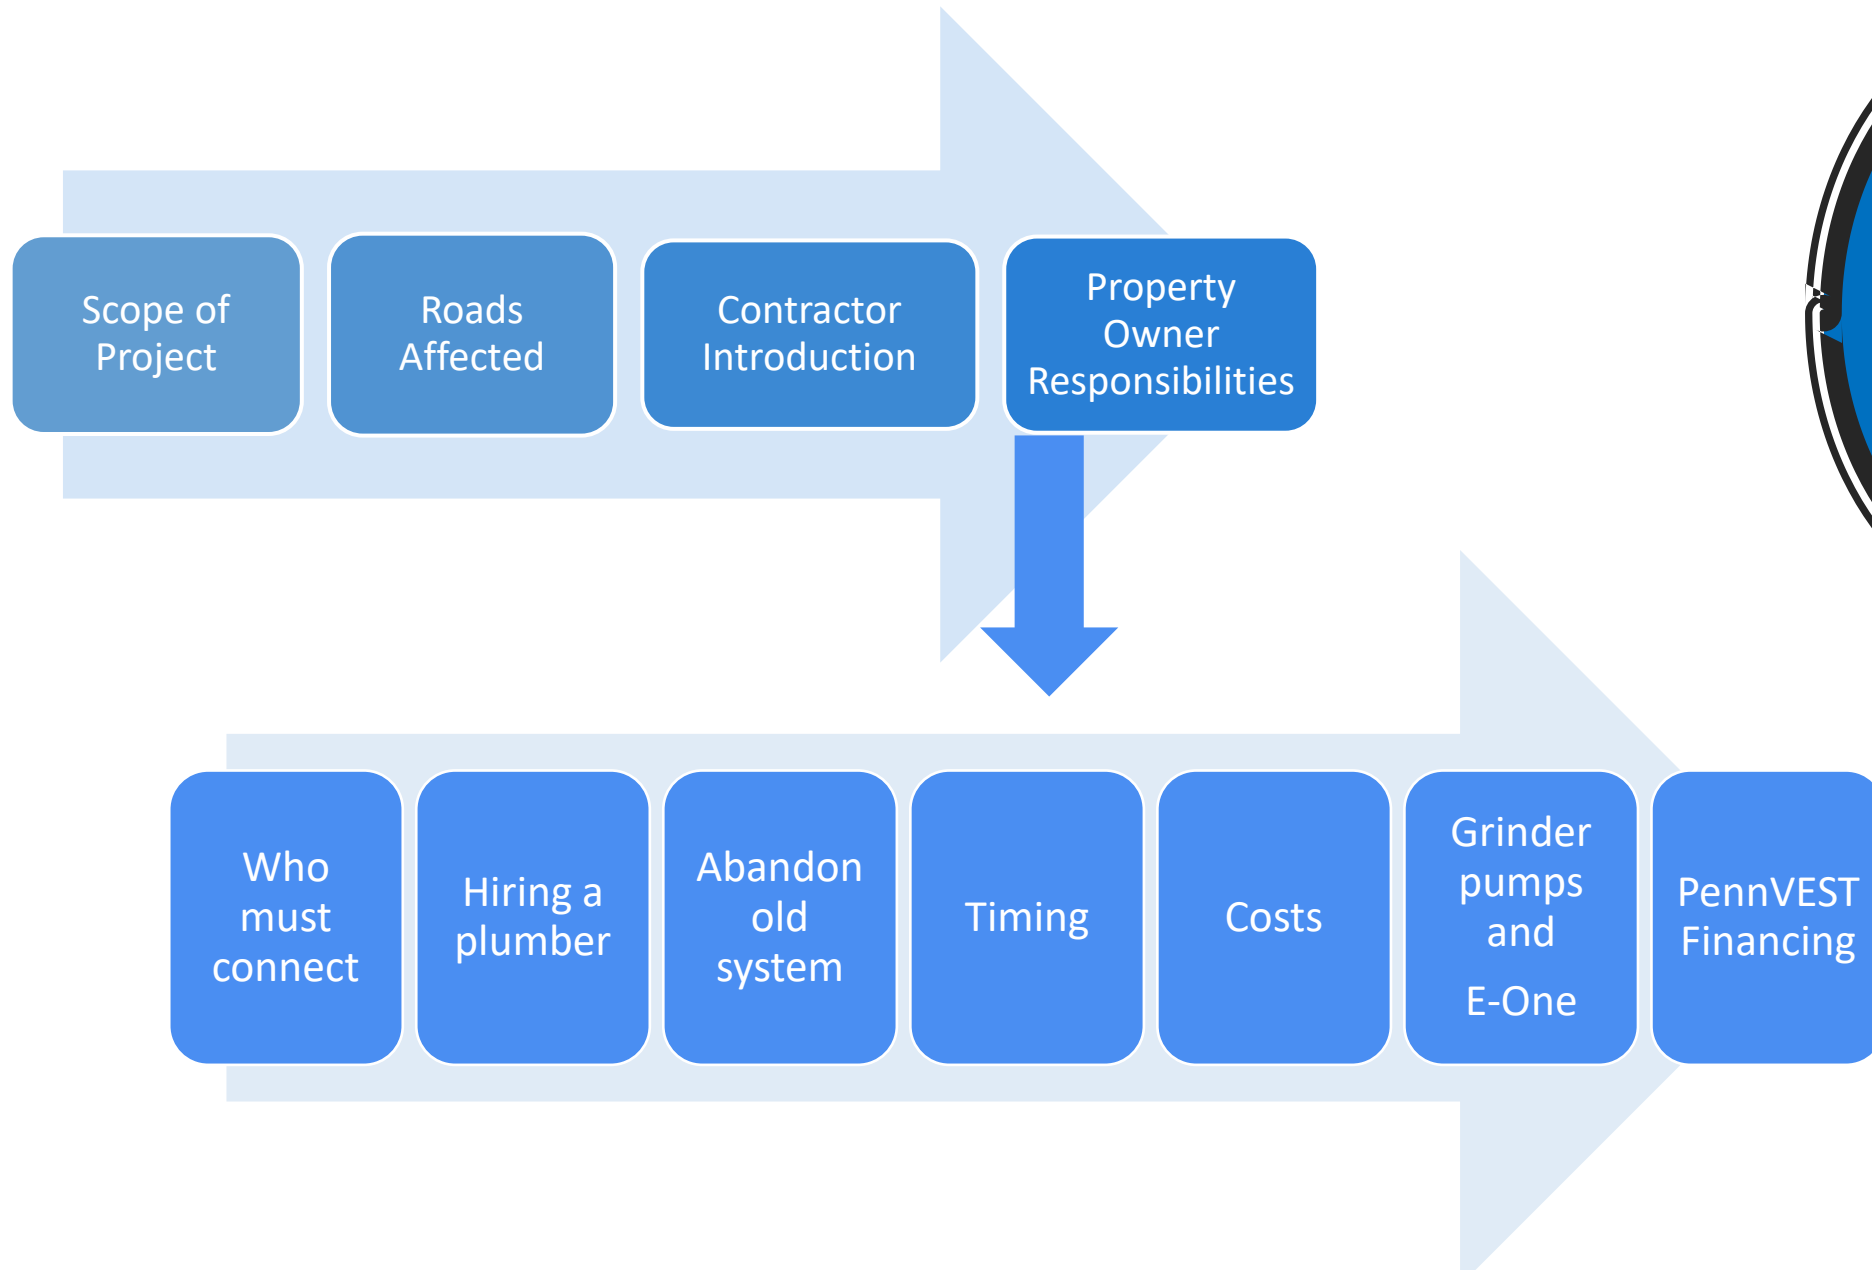 Scope of
Project
Roads
Affected
Contractor
Introduction
Property
Owner
Responsibilities
Who
must
connect
Hiring a
plumber
Abandon
old
system
Timing
Costs
Grinder
pumps
and
E-One
PennVEST
Financing